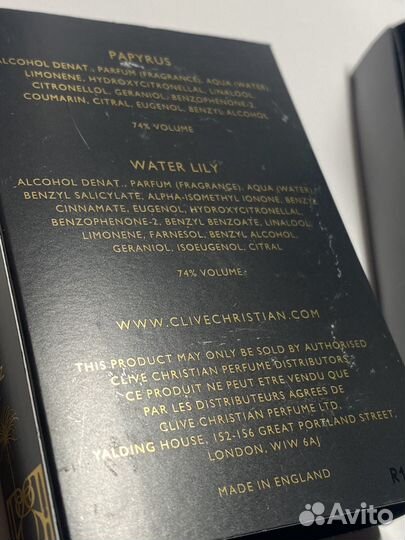 PAPYRUS
ALCOHOL DENAT., PARFUM (FRAGRANCE), AQUA (WATER),
LIMONENE, HYDROXYCITRONELLAL, LINALOOL
CITRONELLOL, GERANIOL, BENZOPHENONE-2,
COUMARIN, CITRAL, EUGENOL, BENZYL ALCOHOL
74% VOLUME
WATER LILY
ALCOHOL DENAT., PARFUM (FRAGRANCE), AQUA (WATER)
BENZYL SALICYLATE, ALPHA-ISOMETHYL IONONE, BENZYL
CINNAMATE, EUGENOL, HYDROXYCITRONELLAL,
BENZOPHENONE-2, BENZYL BENZOATE, LINALOOL,
LIMONENE, FARNESOL, BENZYL ALCOHOL,
GERANIOL, ISOEUGENOL, CITRAL
74% VOLUME
WWW.CLIVECHRISTIAN.COM
THIS PRODUCT MAY ONLY BE SOLD BY AUTHORISED
CLIVE CHRISTIAN PERFUME DISTRIBUTORS.
CE PRODUIT NE PEUT ETRE VENDU QUE
PAR LES DISTRIBUTEURS AGREES DE
CLIVE CHRISTIAN PERFUME LTD.
YALDING HOUSE, 152-156 GREAT PORTLAND STREET,
LONDON, W1W 6AJ
MADE IN ENGLAND
Avito